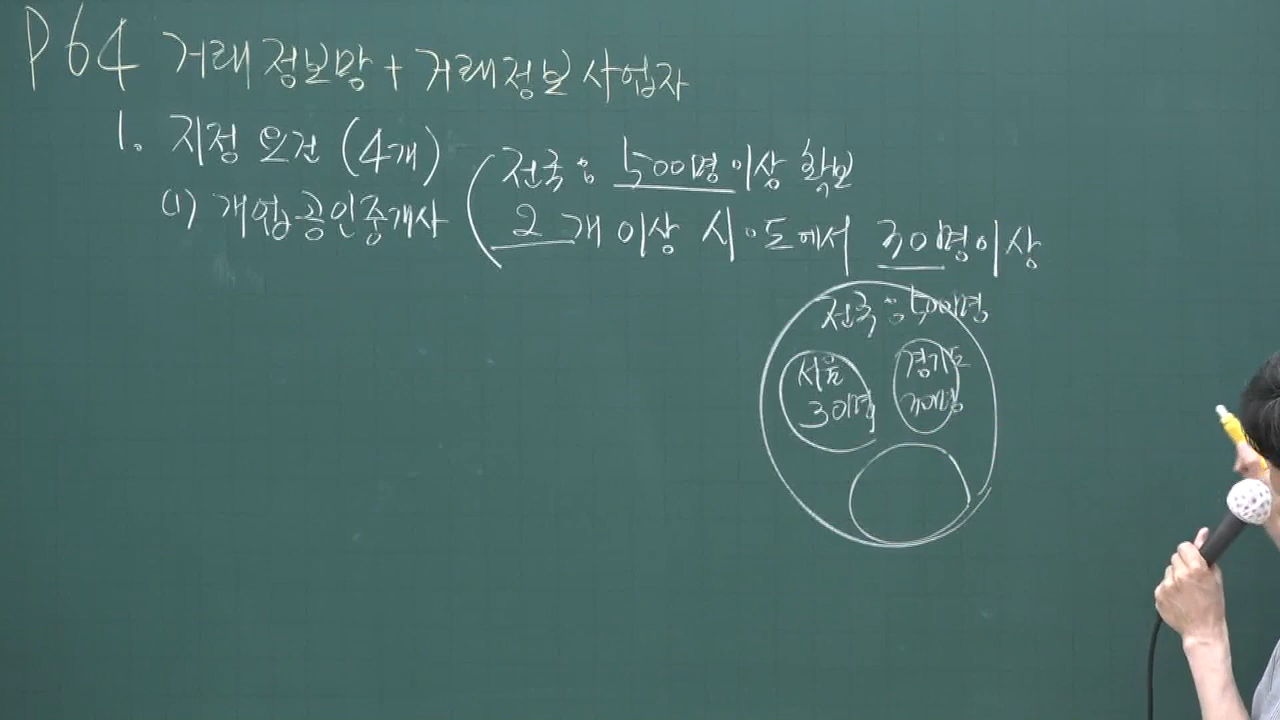 P64 거래정보망 + 거래정보사업자
1. 지정 요건 (4개)
(1) 개업공인중개사
전국 : 500명 이상 확보
2개 이상 시·도에서 30명 이상
전국 : 500명
서울
30명
경기도
30명